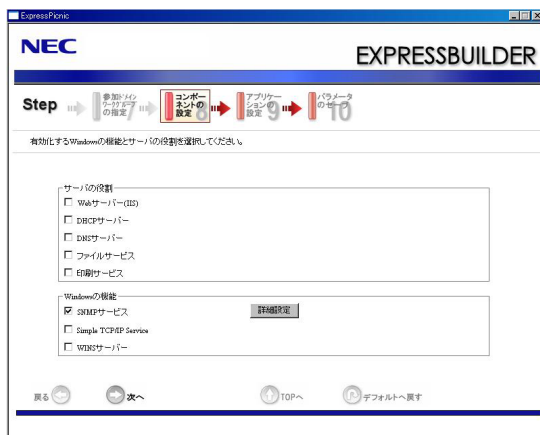 ExpressPicnic
NEC
EXPRESSBUILDER
Step
参加ドメイン
ワークグループ
の指定 7
コンポー
ネントの
設定 8
アプリケー
ションの
設定 9
パラメータ
のセーブ 10
有効化するWindowsの機能とサーバの役割を選択してください。
サーバの役割
Webサーバー(IIS)
DHCPサーバー
DNSサーバー
ファイルサービス
印刷サービス
Windowsの機能
SNMPサービス
詳細設定
Simple TCP/IP Service
WINSサーバー
戻る
次へ
TOPへ
デフォルトへ戻す